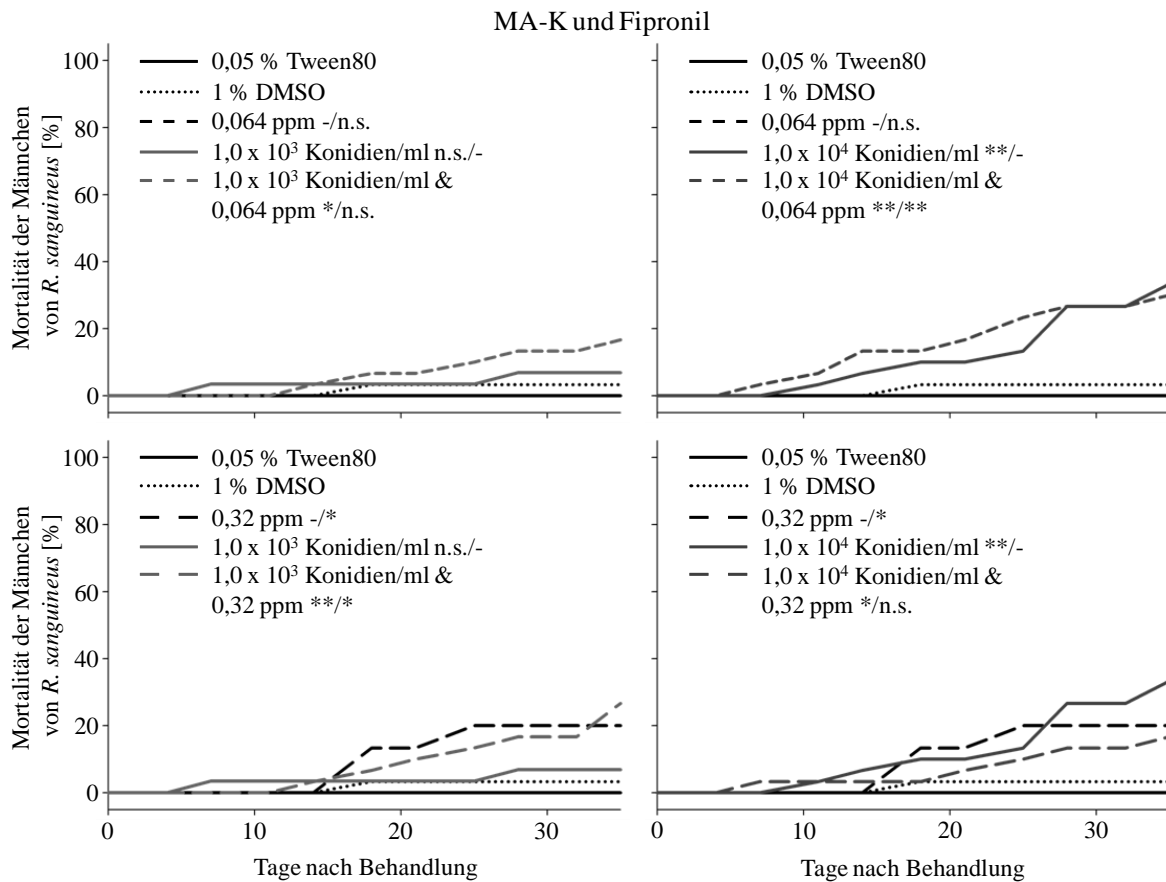 MA-K und Fipronil
Mortalität der Männchen
von R. sanguineus [%]
100
80
60
40
20
0
0,05 % Tween80
1 % DMSO
0,064 ppm -/n.s.
1,0 x 10³ Konidien/ml n.s./-
1,0 x 10³ Konidien/ml &
0,064 ppm */n.s.
0,05 % Tween80
1 % DMSO
0,064 ppm -/n.s.
1,0 x 10⁴ Konidien/ml **/-
1,0 x 10⁴ Konidien/ml &
0,064 ppm **/**
Mortalität der Männchen
von R. sanguineus [%]
100
80
60
40
20
0
0,05 % Tween80
1 % DMSO
0,32 ppm -/*
1,0 x 10³ Konidien/ml n.s./-
1,0 x 10³ Konidien/ml &
0,32 ppm **/*
0 10 20 30
Tage nach Behandlung
0,05 % Tween80
1 % DMSO
0,32 ppm -/*
1,0 x 10⁴ Konidien/ml **/-
1,0 x 10⁴ Konidien/ml &
0,32 ppm */n.s.
0 10 20 30
Tage nach Behandlung